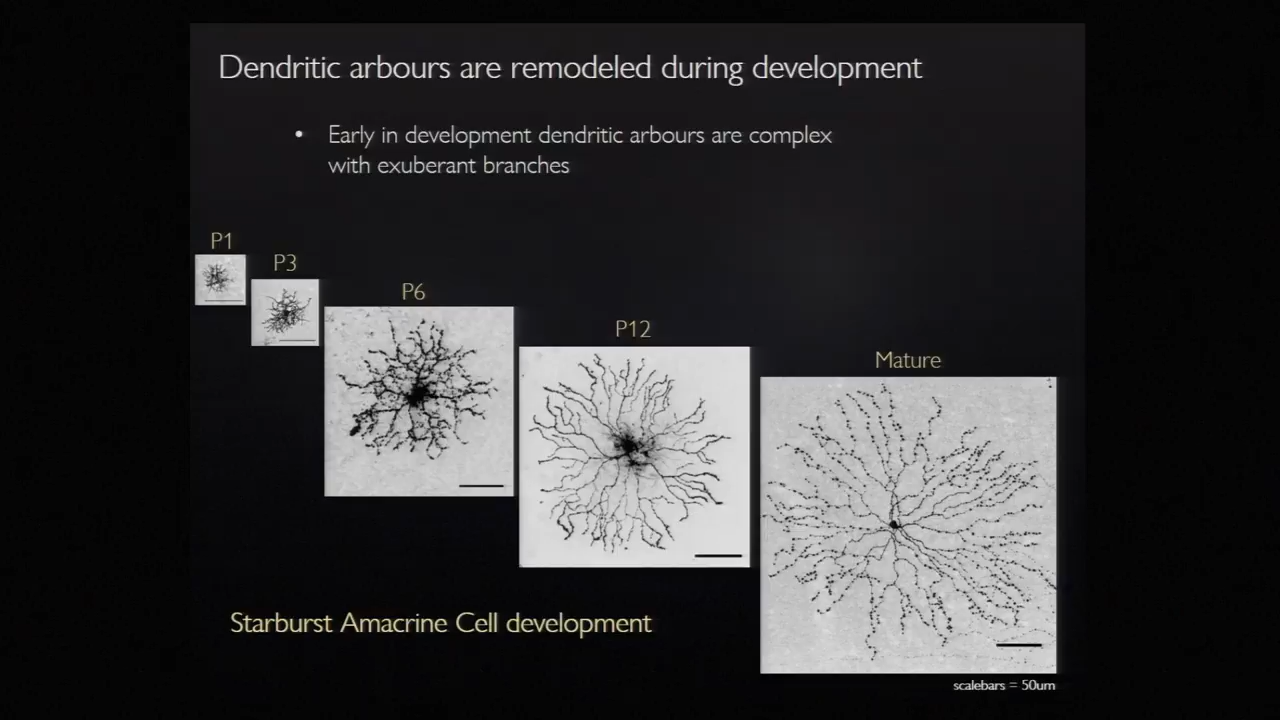 Dendritic arbours are remodeled during development
• Early in development dendritic arbours are complex
with exuberant branches
P1
P3
P6
P12
Mature
Starburst Amacrine Cell development
scalebars = 50um